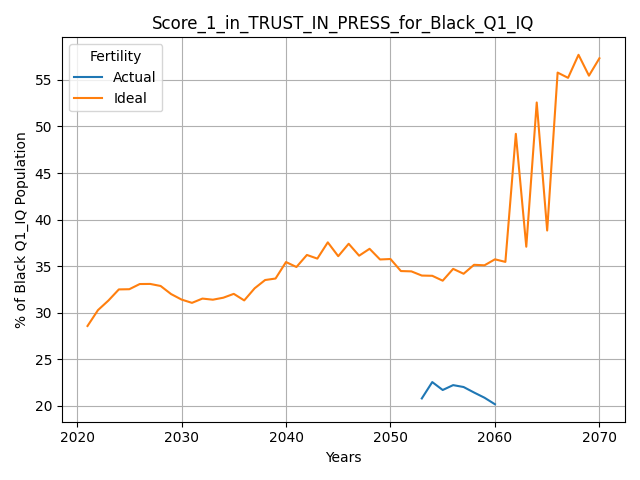 Score_1_in_TRUST_IN_PRESS_for_Black_Q1_IQ
Fertility
Actual
Ideal
% of Black Q1_IQ Population
55
50
45
40
35
30
25
20
2020
2030
2040
2050
2060
2070
Years